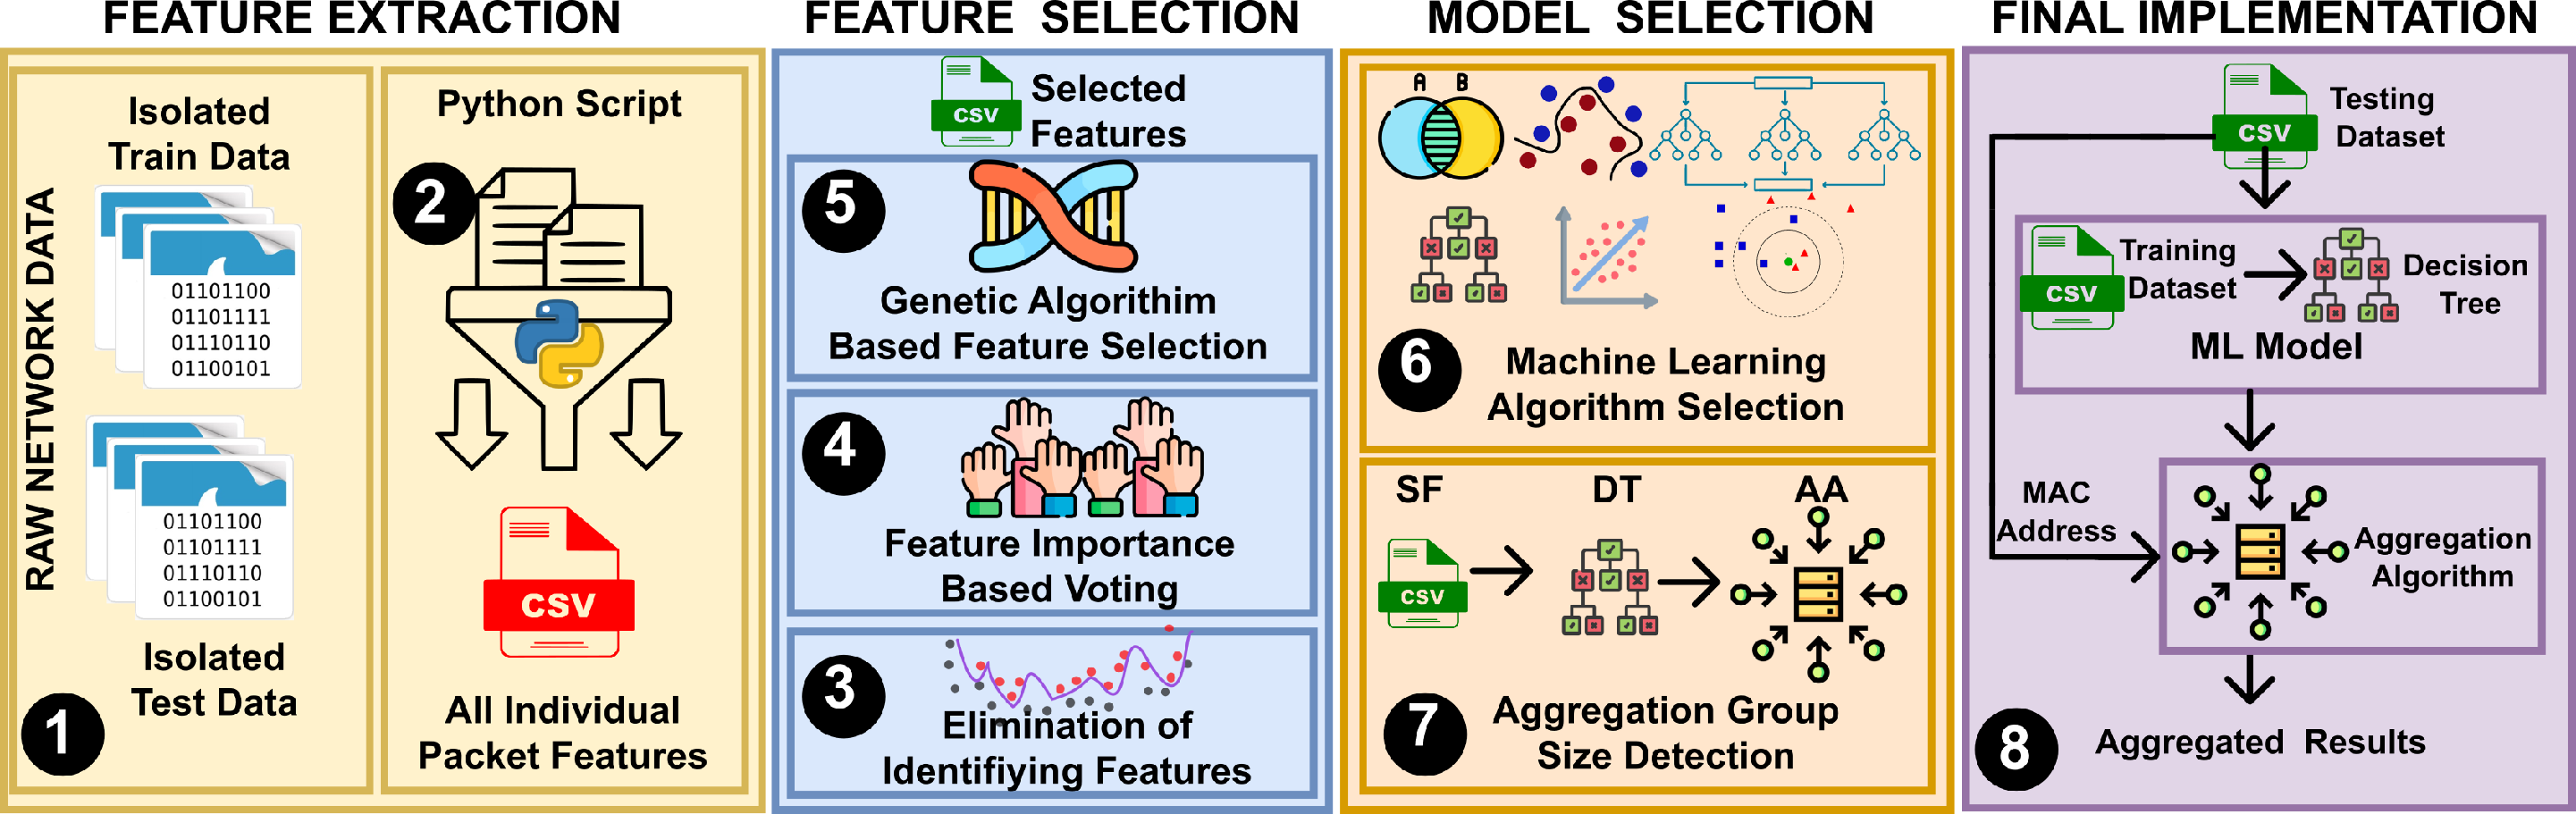 FEATURE EXTRACTION
RAW NETWORK DATA
Isolated
Train Data
01101100
01101111
01110110
01100101
01101100
01101111
01110110
01100101
Isolated
Test Data
1
Python Script
2
CSV
All Individual
Packet Features
FEATURE SELECTION
CSV
Selected
Features
5
Genetic Algorithim
Based Feature Selection
4
Feature Importance
Based Voting
3
Elimination of
Identifiying Features
MODEL SELECTION
A B
6
Machine Learning
Algorithm Selection
SF DT AA
CSV
7
Aggregation Group
Size Detection
FINAL IMPLEMENTATION
CSV
Testing
Dataset
CSV
Training
Dataset
Decision
Tree
ML Model
MAC
Address
Aggregation
Algorithm
8
Aggregated Results